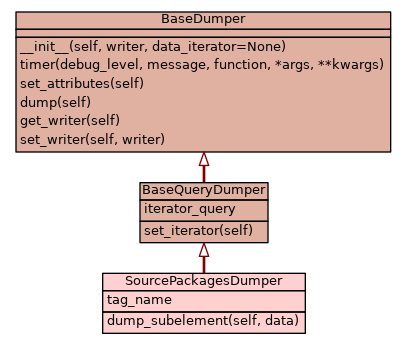 BaseDumper
__init__(self, writer, data_iterator=None)
timer(debug_level, message, function, *args, **kwargs)
set_attributes(self)
dump(self)
get_writer(self)
set_writer(self, writer)
BaseQueryDumper
iterator_query
set_iterator(self)
SourcePackagesDumper
tag_name
dump_subelement(self, data)